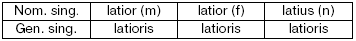 Nom. sing. latior (m) latior (f) latius (n)
Gen. sing. latioris latioris latioris